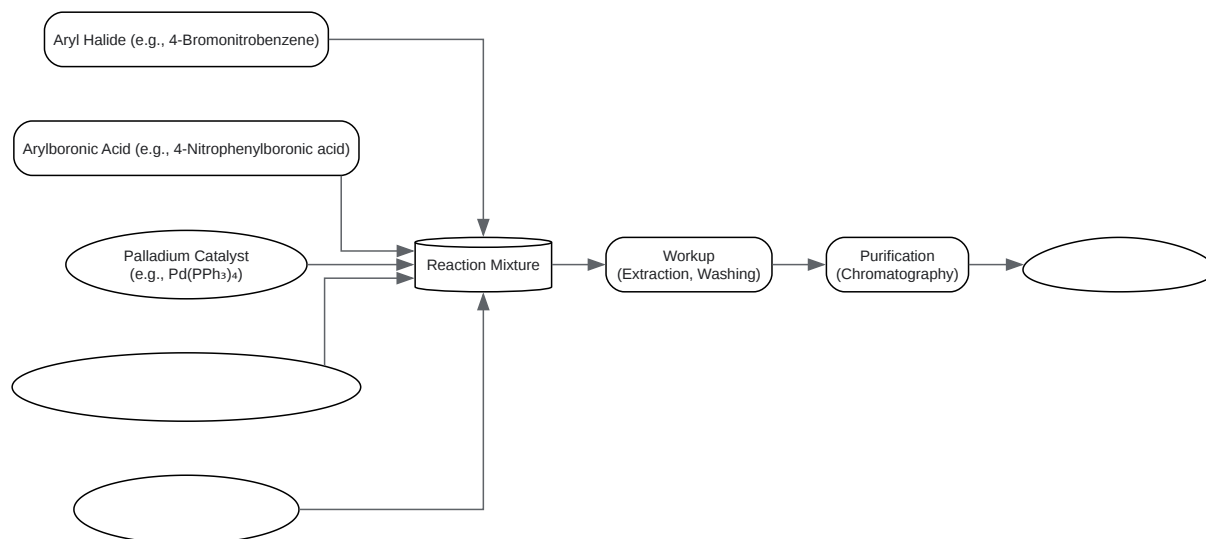 Aryl Halide (e.g., 4-Bromonitrobenzene)
Arylboronic Acid (e.g., 4-Nitrophenylboronic acid)
Palladium Catalyst
(e.g., Pd(PPh₃)₄)
Reaction Mixture
Workup
(Extraction, Washing)
Purification
(Chromatography)